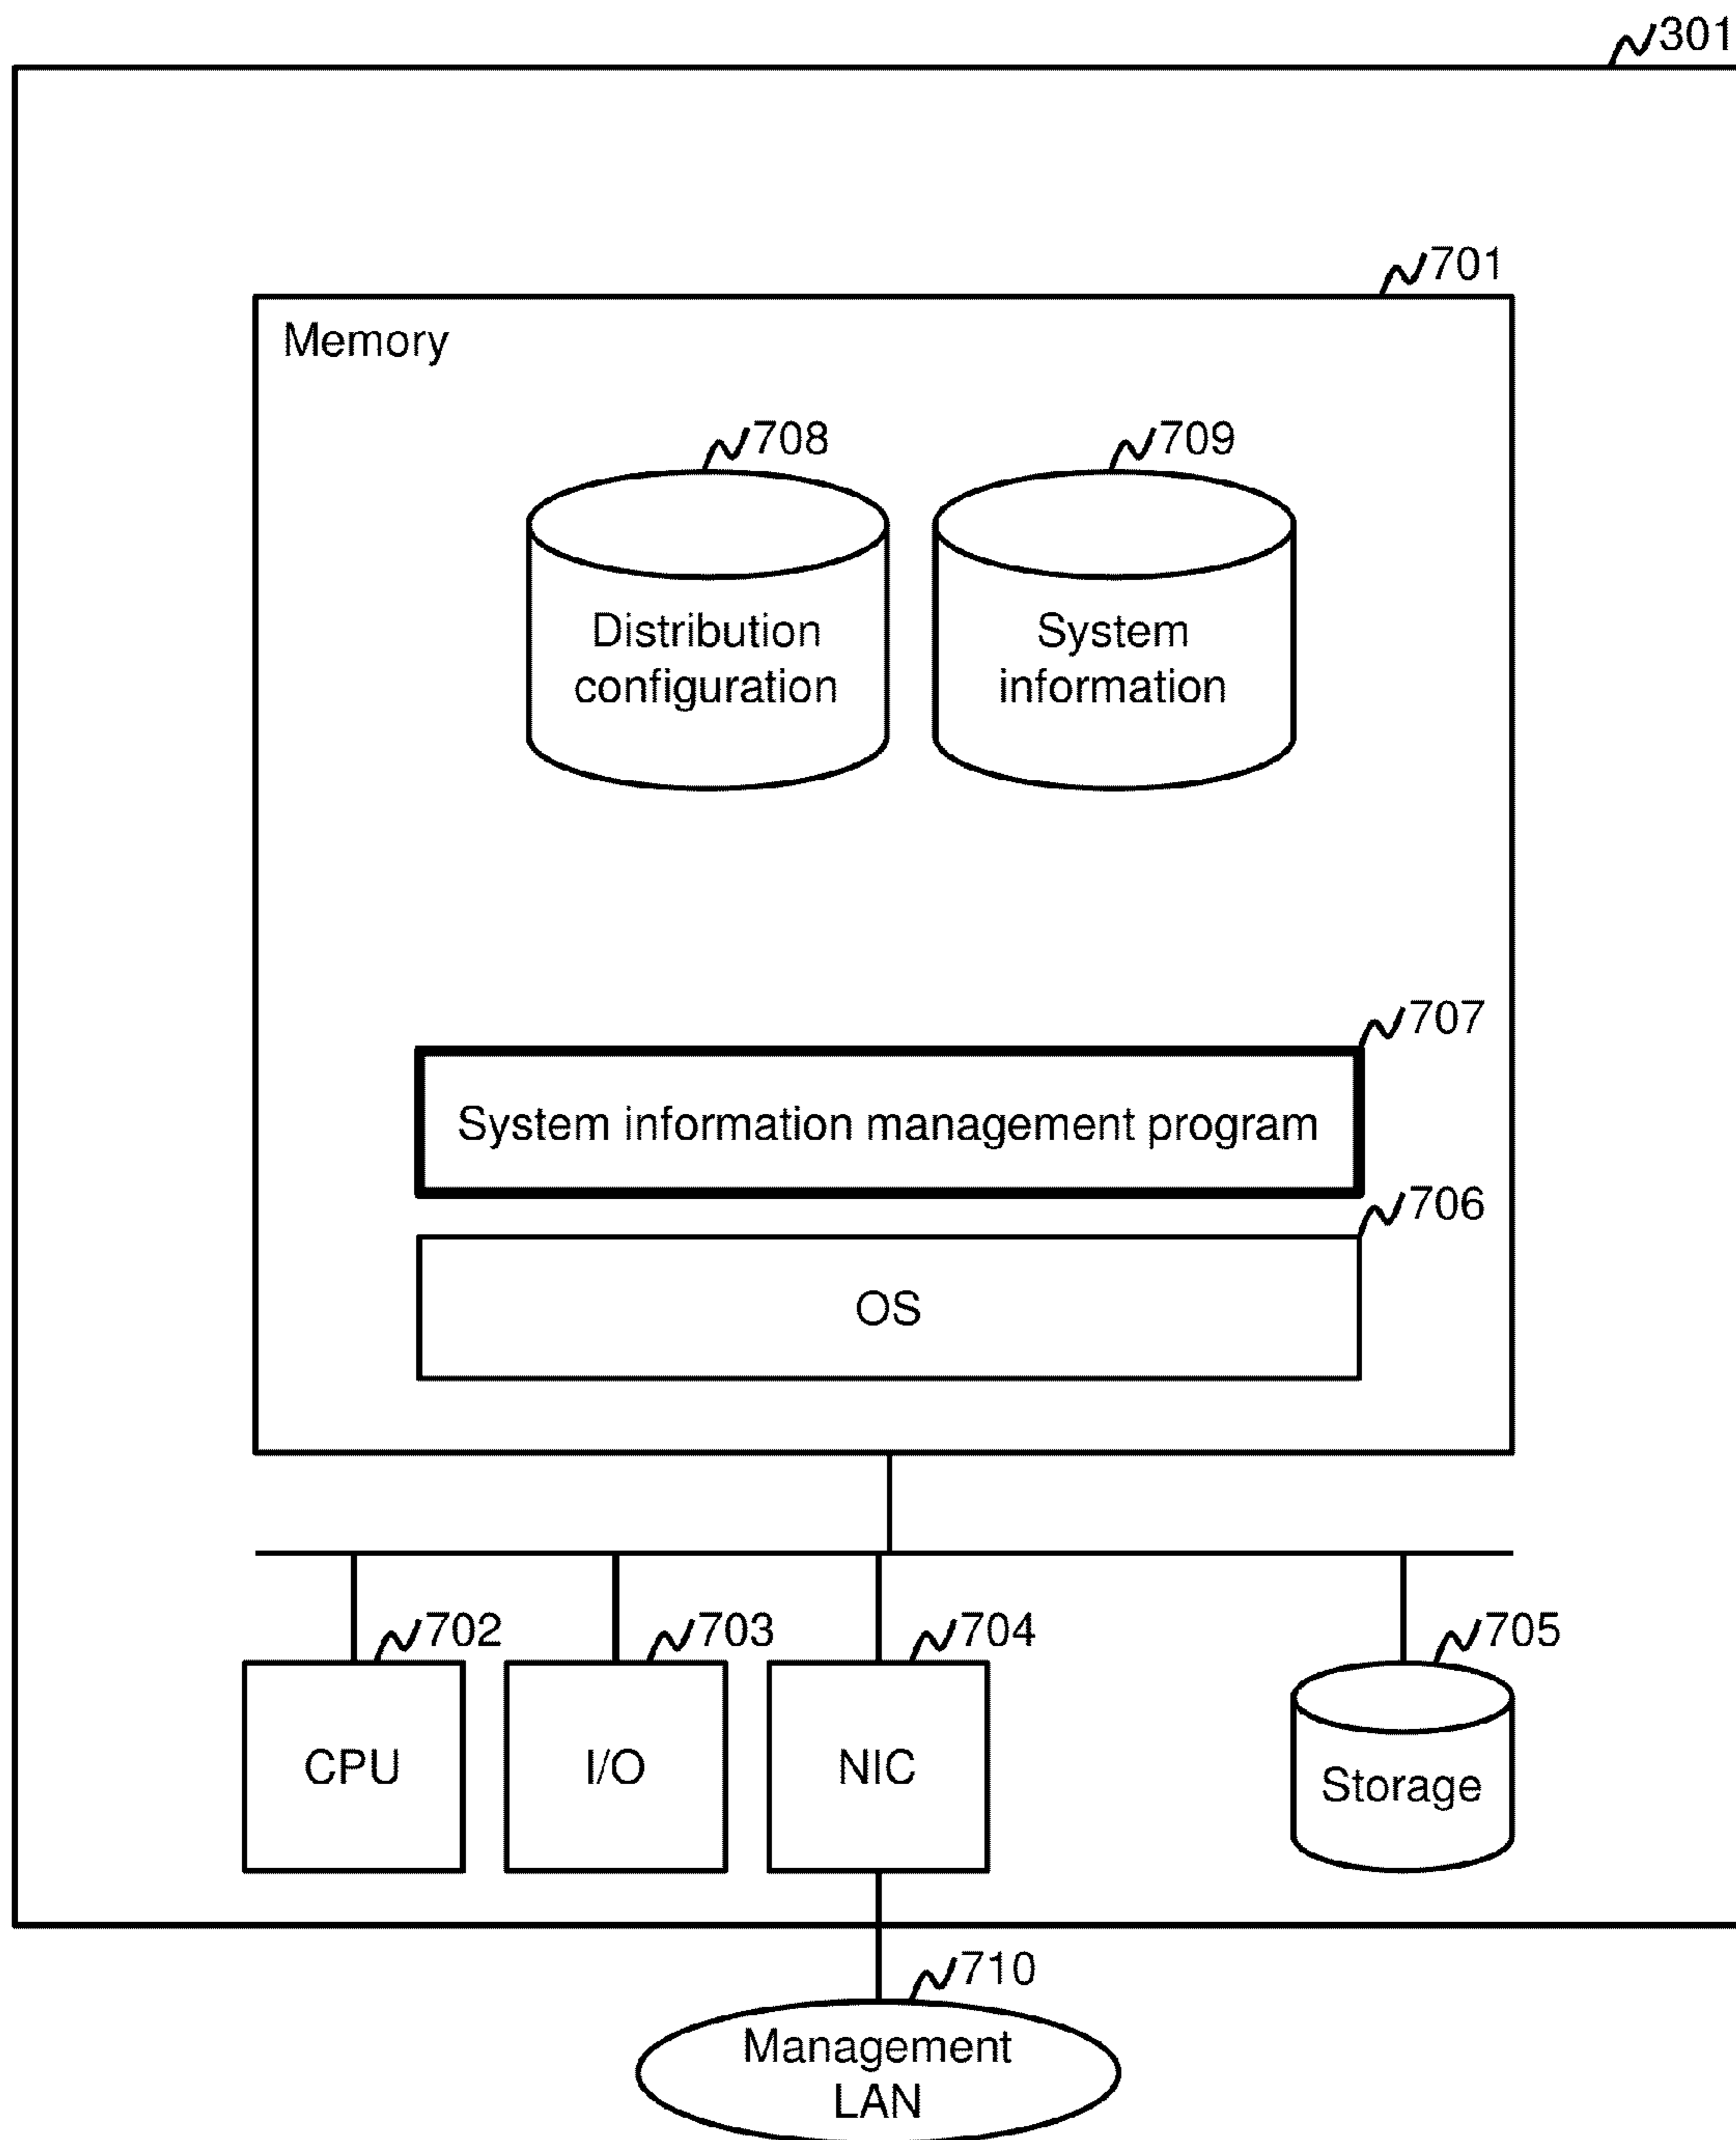 301
701
Memory
708
709
Distribution
configuration
System
information
707
System information management program
706
OS
702
703
704
705
CPU
I/O
NIC
Storage
710
Management
LAN